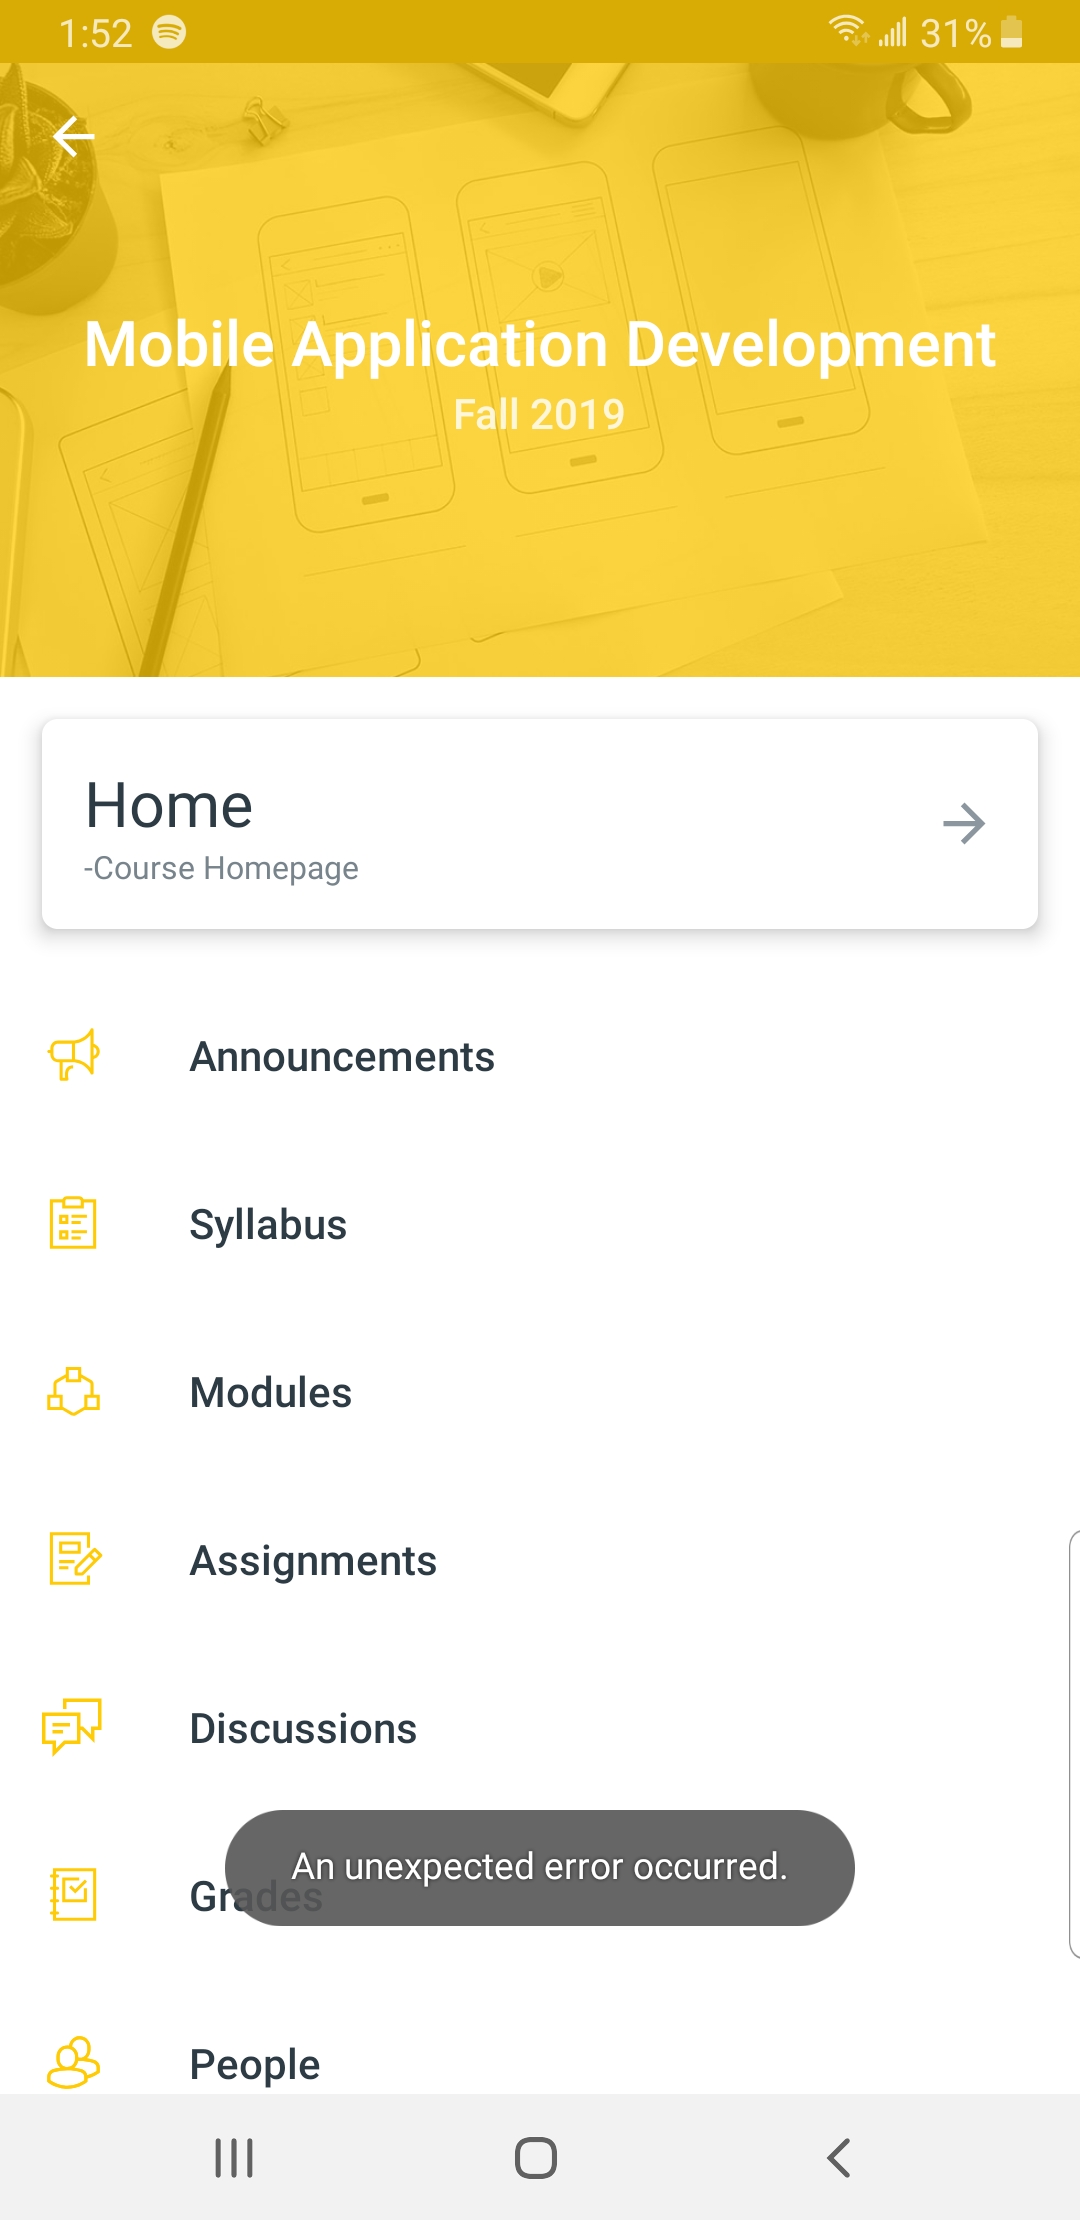 1:52
31%
Mobile Application Development
Fall 2019
Home
-Course Homepage
Announcements
Syllabus
Modules
Assignments
Discussions
An unexpected error occurred.
Grades
People